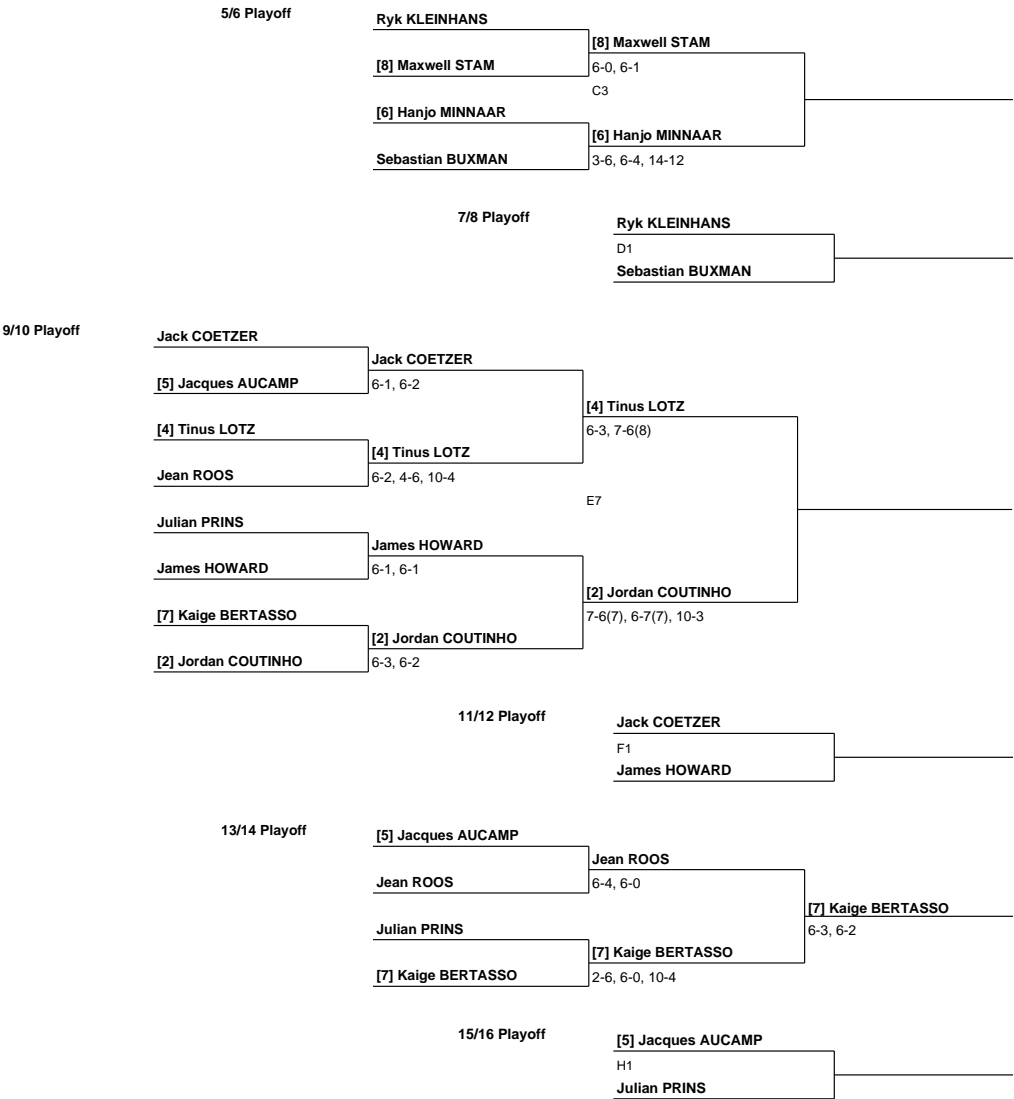 5/6 Playoff
Ryk KLEINHANS
[8] Maxwell STAM
[8] Maxwell STAM
6-0, 6-1
C3
[6] Hanjo MINNAAR
[6] Hanjo MINNAAR
Sebastian BUXMAN
3-6, 6-4, 14-12
7/8 Playoff
Ryk KLEINHANS
D1
Sebastian BUXMAN
9/10 Playoff
Jack COETZER
Jack COETZER
[5] Jacques AUCAMP
6-1, 6-2
[4] Tinus LOTZ
[4] Tinus LOTZ
6-3, 7-6(8)
[4] Tinus LOTZ
Jean ROOS
6-2, 4-6, 10-4
E7
Julian PRINS
James HOWARD
James HOWARD
6-1, 6-1
[2] Jordan COUTINHO
[7] Kaige BERTASSO
7-6(7), 6-7(7), 10-3
[2] Jordan COUTINHO
[2] Jordan COUTINHO
6-3, 6-2
11/12 Playoff
Jack COETZER
F1
James HOWARD
13/14 Playoff
[5] Jacques AUCAMP
Jean ROOS
Jean ROOS
6-4, 6-0
[7] Kaige BERTASSO
Julian PRINS
6-3, 6-2
[7] Kaige BERTASSO
[7] Kaige BERTASSO
2-6, 6-0, 10-4
15/16 Playoff
[5] Jacques AUCAMP
H1
Julian PRINS